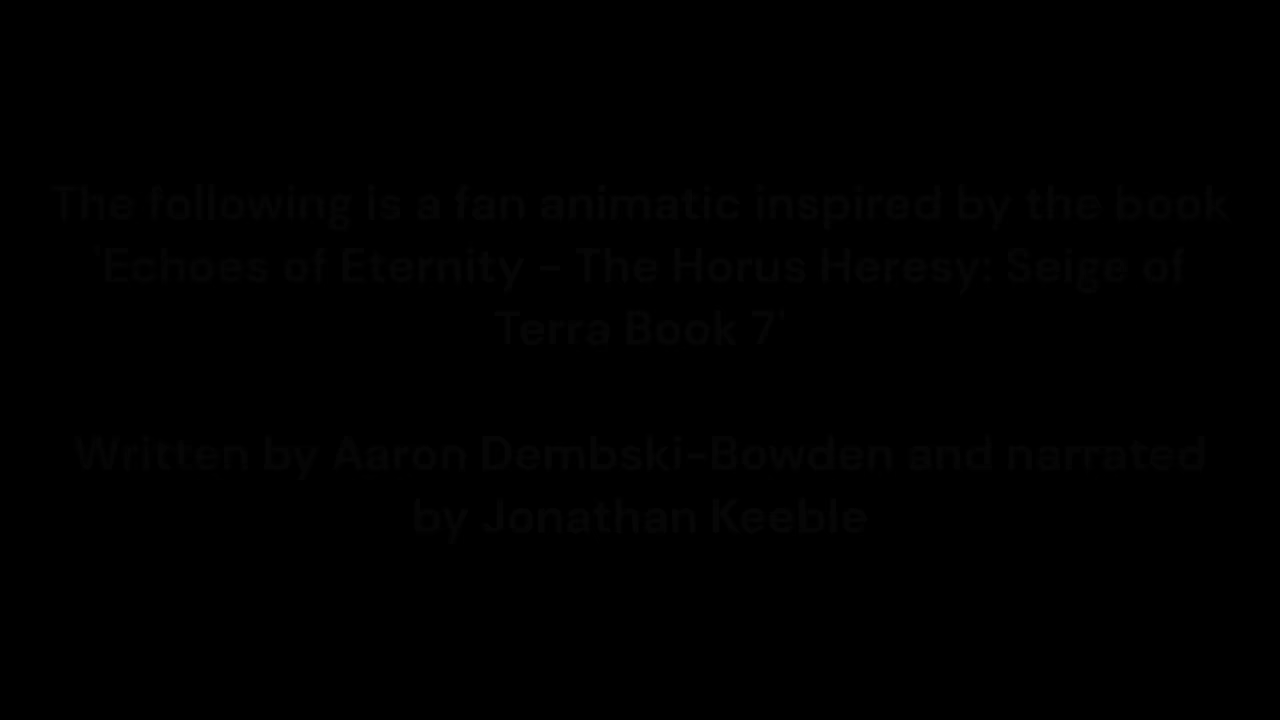 The following is a fan animatic inspired by the book
'Echoes of Eternity - The Horus Heresy: Seige of
Terra Book 7'
Written by Aaron Dembski-Bowden and narrated
by Jonathan Keeble